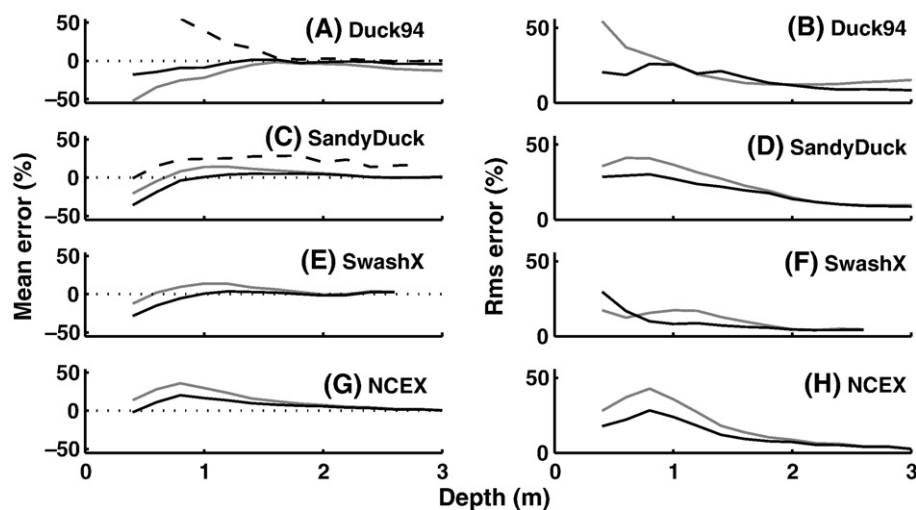 50
0
−50
(A) Duck94
50
0
(B) Duck94
50
0
−50
(C) SandyDuck
50
0
(D) SandyDuck
50
0
−50
(E) SwashX
50
0
(F) SwashX
50
0
−50
(G) NCEX
50
0
(H) NCEX
Mean error (%)
Rms error (%)
0 1 2 3
0 1 2 3
Depth (m)